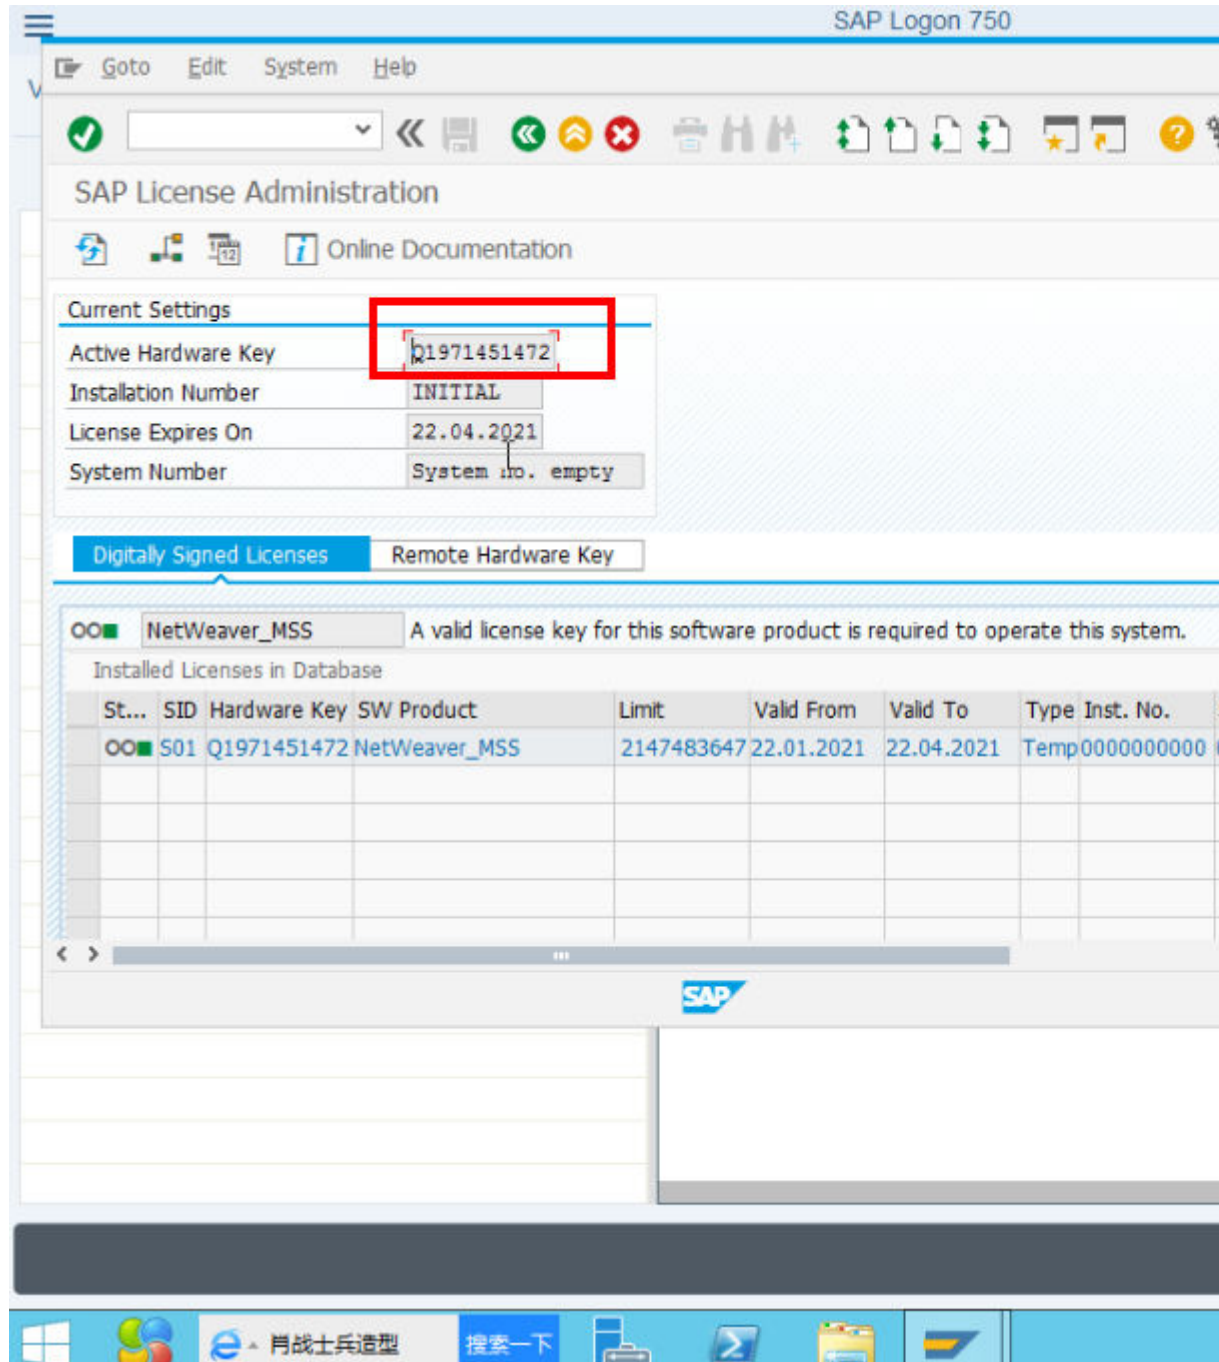 SAP Logon 750
Goto Edit System Help
SAP License Administration
Online Documentation
Current Settings
Active Hardware Key Q1971451472
Installation Number INITIAL
License Expires On 22.04.2021
System Number System no. empty
Digitally Signed Licenses Remote Hardware Key
NetWeaver_MSS A valid license key for this software product is required to operate this system.
Installed Licenses in Database
St... SID Hardware Key SW Product Limit Valid From Valid To Type Inst. No.
S01 Q1971451472 NetWeaver_MSS 2147483647 22.01.2021 22.04.2021 Temp 0000000000
SAP
肖战士兵造型 搜索一下